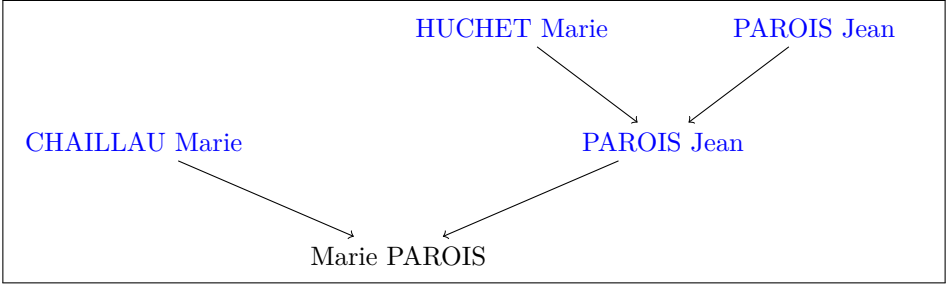 HUCHET Marie
PAROIS Jean
CHAILLAU Marie
PAROIS Jean
Marie PAROIS